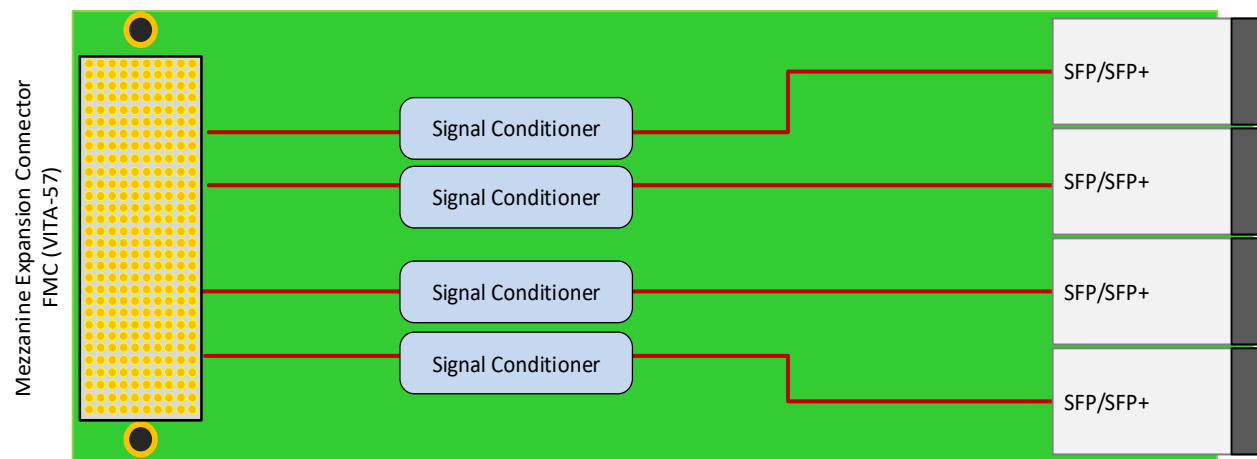 Mezzanine Expansion Connector
FMC (VITA-57)
Signal Conditioner
Signal Conditioner
Signal Conditioner
Signal Conditioner
SFP/SFP+
SFP/SFP+
SFP/SFP+
SFP/SFP+